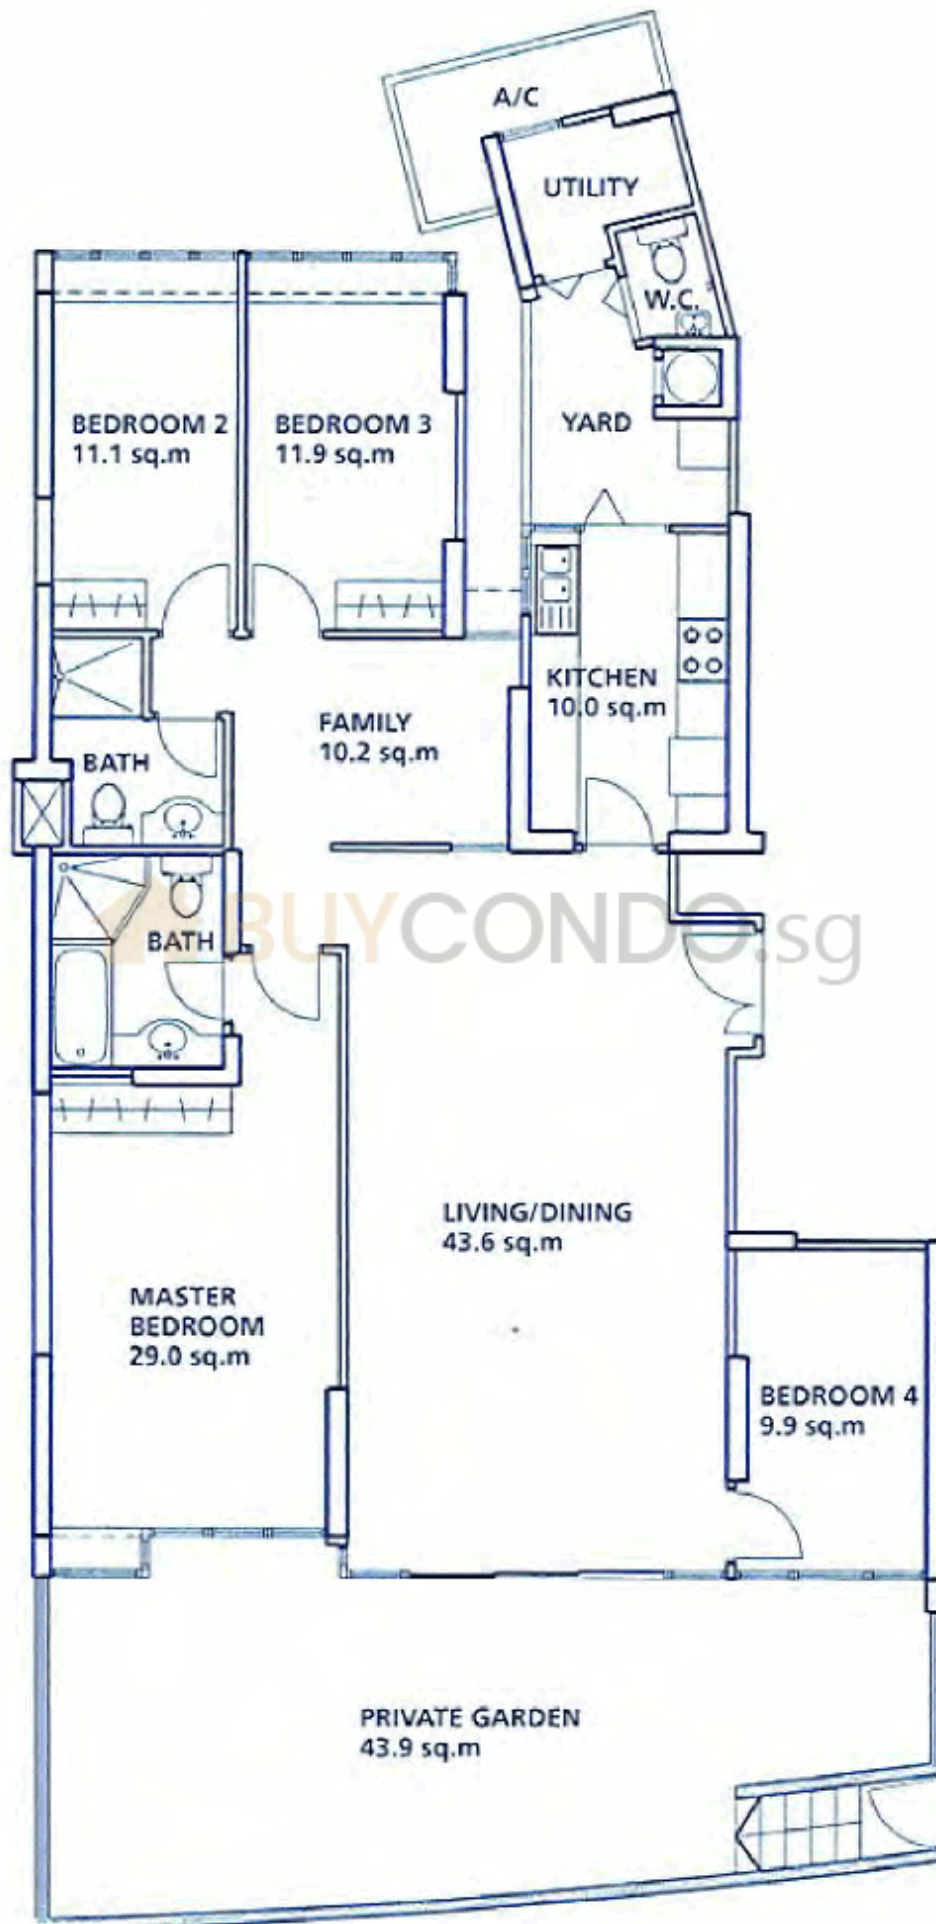 A/C
UTILITY
W.C.
YARD
BEDROOM 2
11.1 sq.m
BEDROOM 3
11.9 sq.m
KITCHEN
10.0 sq.m
FAMILY
10.2 sq.m
BATH
BUYCONDO.sg
BATH
LIVING/DINING
43.6 sq.m
MASTER
BEDROOM
29.0 sq.m
BEDROOM 4
9.9 sq.m
PRIVATE GARDEN
43.9 sq.m